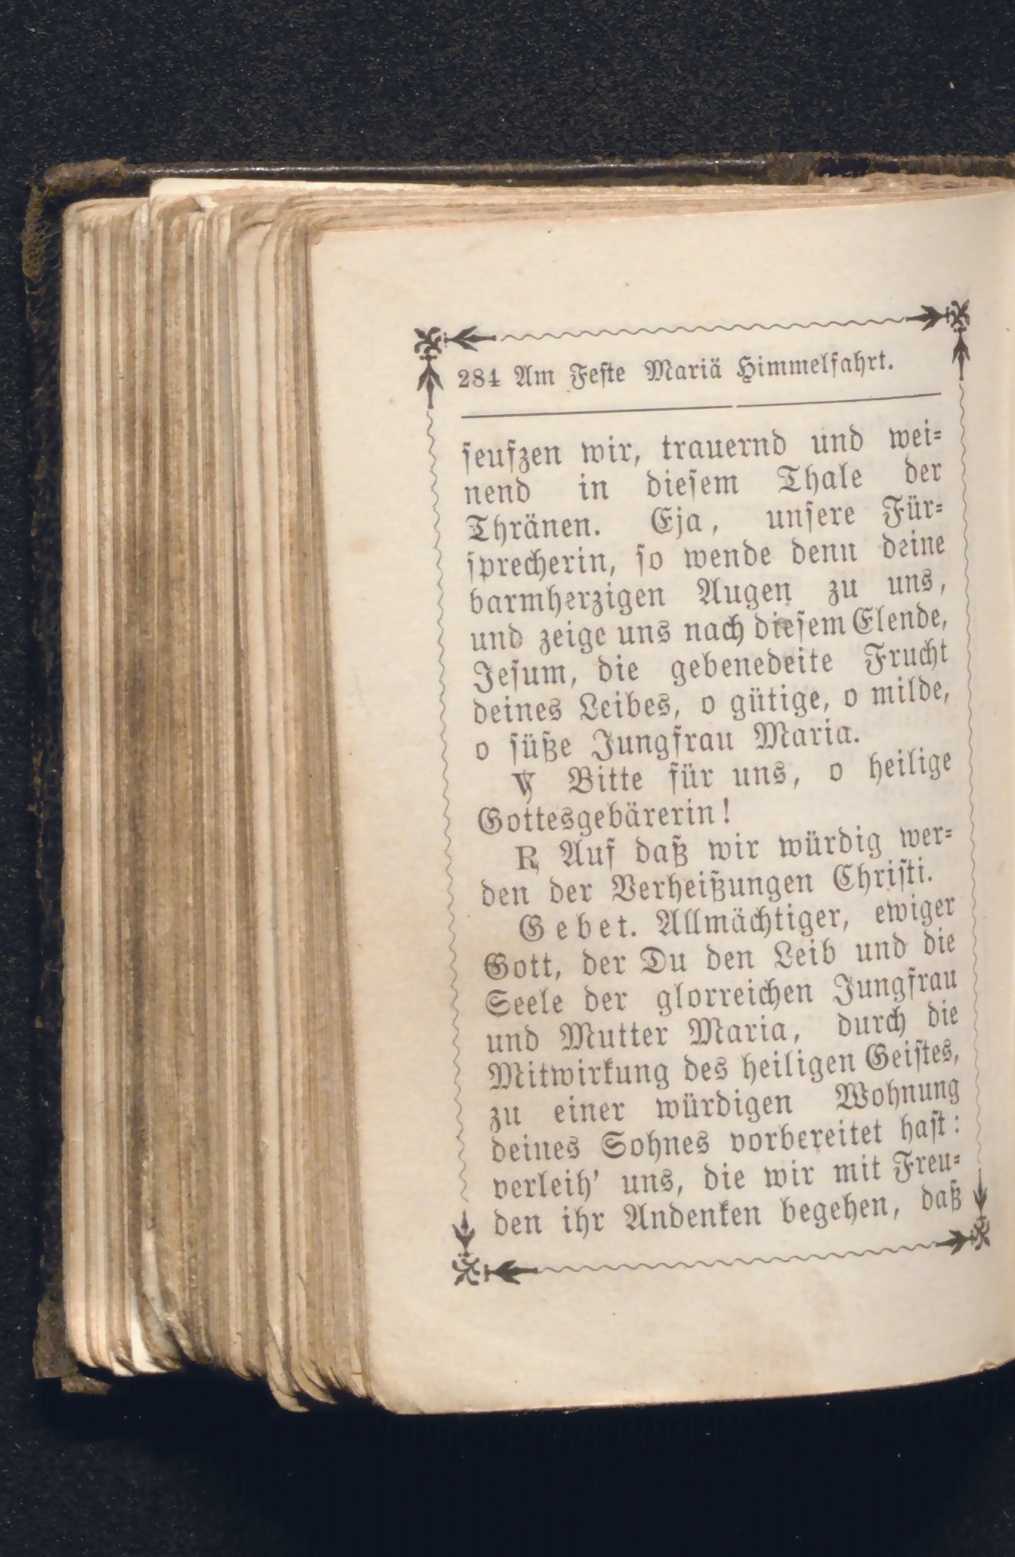 284 Am Feste Mariä Himmelfahrt.
seufzen wir, trauernd und wei-
nend in diesem Thale der
Thränen. Eja, unsere Für-
sprecherin, so wende denn deine
barmherzigen Augen zu uns,
und zeige uns nach diesem Elende,
Jesum, die gebenedeite Frucht
deines Leibes, o gütige, o milde,
o süße Jungfrau Maria.
℣ Bitte für uns, o heilige
Gottesgebärerin!
℟ Auf daß wir würdig wer-
den der Verheißungen Christi.
Gebet. Allmächtiger, ewiger
Gott, der Du den Leib und die
Seele der glorreichen Jungfrau
und Mutter Maria, durch die
Mitwirkung des heiligen Geistes,
zu einer würdigen Wohnung
deines Sohnes vorbereitet hast:
verleih' uns, die wir mit Freu-
den ihr Andenken begehen, daß